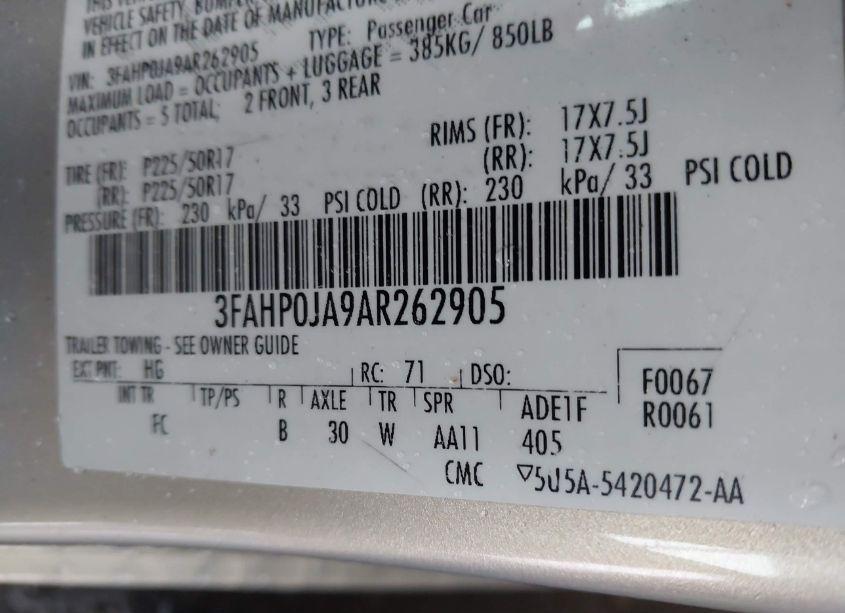 VEHICLE SAFETY, BUMPER
IN EFFECT ON THE DATE OF MANUFACTURE
VIN: 3FAHP0JA9AR262905 TYPE: Passenger Car
MAXIMUM LOAD = OCCUPANTS + LUGGAGE = 385KG/ 850LB
OCCUPANTS = 5 TOTAL; 2 FRONT, 3 REAR
TIRE (FR): P225/50R17 RIMS (FR): 17X7.5J
(RR): P225/50R17 (RR): 17X7.5J
PRESSURE (FR): 230 kPa/ 33 PSI COLD (RR): 230 kPa/ 33 PSI COLD
3FAHP0JA9AR262905
TRAILER TOWING - SEE OWNER GUIDE
EXT PNT: HG RC: 71 DSO: F0067
INT TR TP/PS R AXLE TR SPR ADE1F R0061
FC B 30 W AA11 405
CMC ▽5U5A-5420472-AA